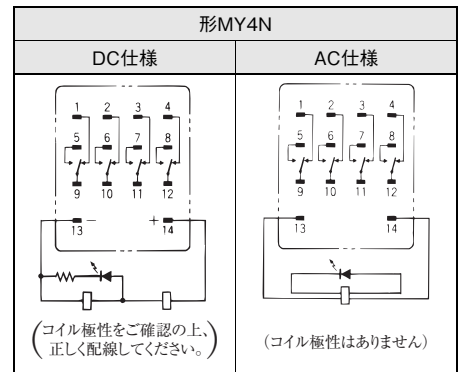 形MY4N
DC仕様
AC仕様
1 2 3 4
5 6 7 8
9 10 11 12
13 − + 14
(コイル極性をご確認の上、
正しく配線してください。)
1 2 3 4
5 6 7 8
9 10 11 12
13 14
(コイル極性はありません)